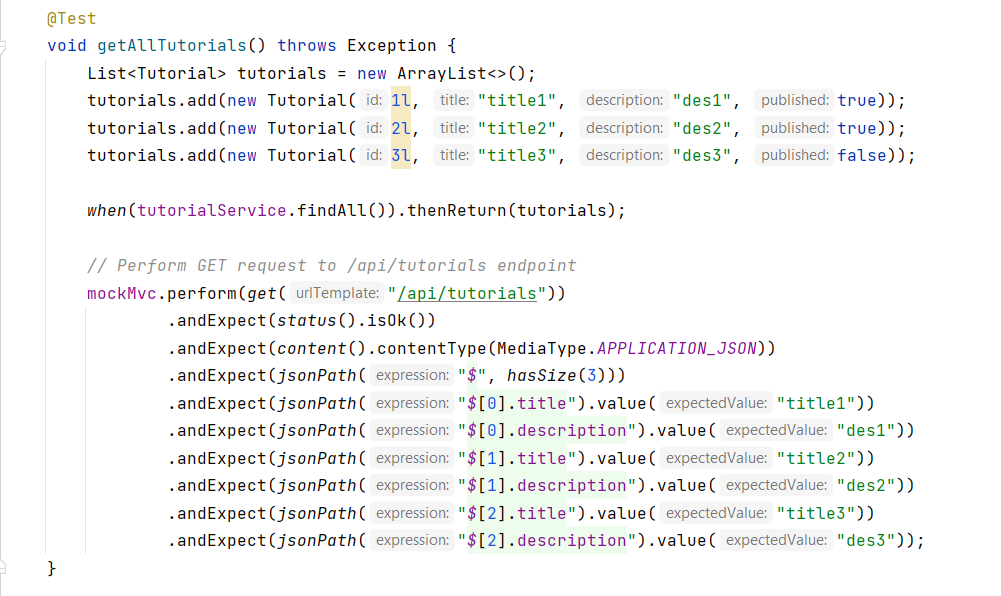 @Test
void getAllTutorials() throws Exception {
List<Tutorial> tutorials = new ArrayList<>();
tutorials.add(new Tutorial( id: 1l, title: "title1", description: "des1", published: true));
tutorials.add(new Tutorial( id: 2l, title: "title2", description: "des2", published: true));
tutorials.add(new Tutorial( id: 3l, title: "title3", description: "des3", published: false));
when(tutorialService.findAll()).thenReturn(tutorials);
// Perform GET request to /api/tutorials endpoint
mockMvc.perform(get( urlTemplate: "/api/tutorials"))
.andExpect(status().isOk())
.andExpect(content().contentType(MediaType.APPLICATION_JSON))
.andExpect(jsonPath( expression: "$", hasSize(3)))
.andExpect(jsonPath( expression: "$[0].title").value( expectedValue: "title1"))
.andExpect(jsonPath( expression: "$[0].description").value( expectedValue: "des1"))
.andExpect(jsonPath( expression: "$[1].title").value( expectedValue: "title2"))
.andExpect(jsonPath( expression: "$[1].description").value( expectedValue: "des2"))
.andExpect(jsonPath( expression: "$[2].title").value( expectedValue: "title3"))
.andExpect(jsonPath( expression: "$[2].description").value( expectedValue: "des3"));
}